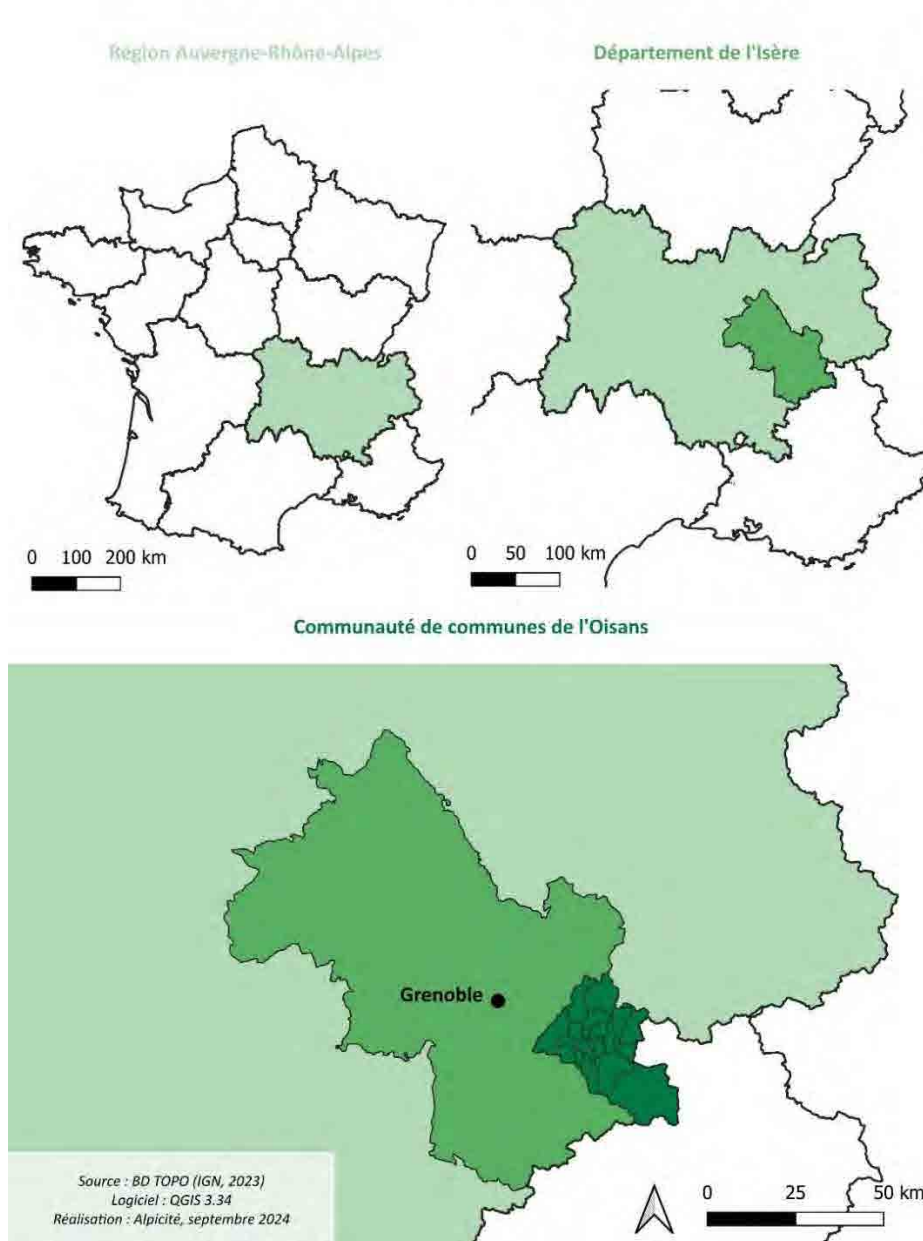 Région Auvergne-Rhône-Alpes
Département de l'Isère
0 100 200 km
0 50 100 km
Communauté de communes de l'Oisans
Grenoble
Source : BD TOPO (IGN, 2023)
Logiciel : QGIS 3.34
Réalisation : Alpicité, septembre 2024
0 25 50 km